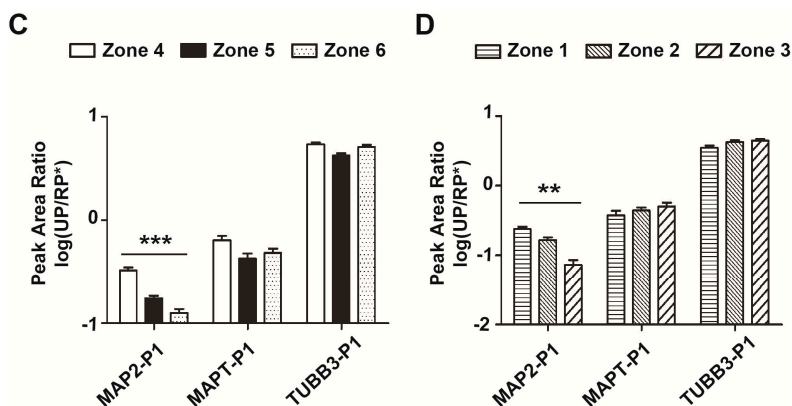 C
Zone 4 Zone 5 Zone 6
Peak Area Ratio
log(UP/RP*)
1
0
-1
***
MAP2-P1
MAPT-P1
TUBB3-P1
D
Zone 1 Zone 2 Zone 3
Peak Area Ratio
log(UP/RP*)
1
0
-1
-2
**
MAP2-P1
MAPT-P1
TUBB3-P1